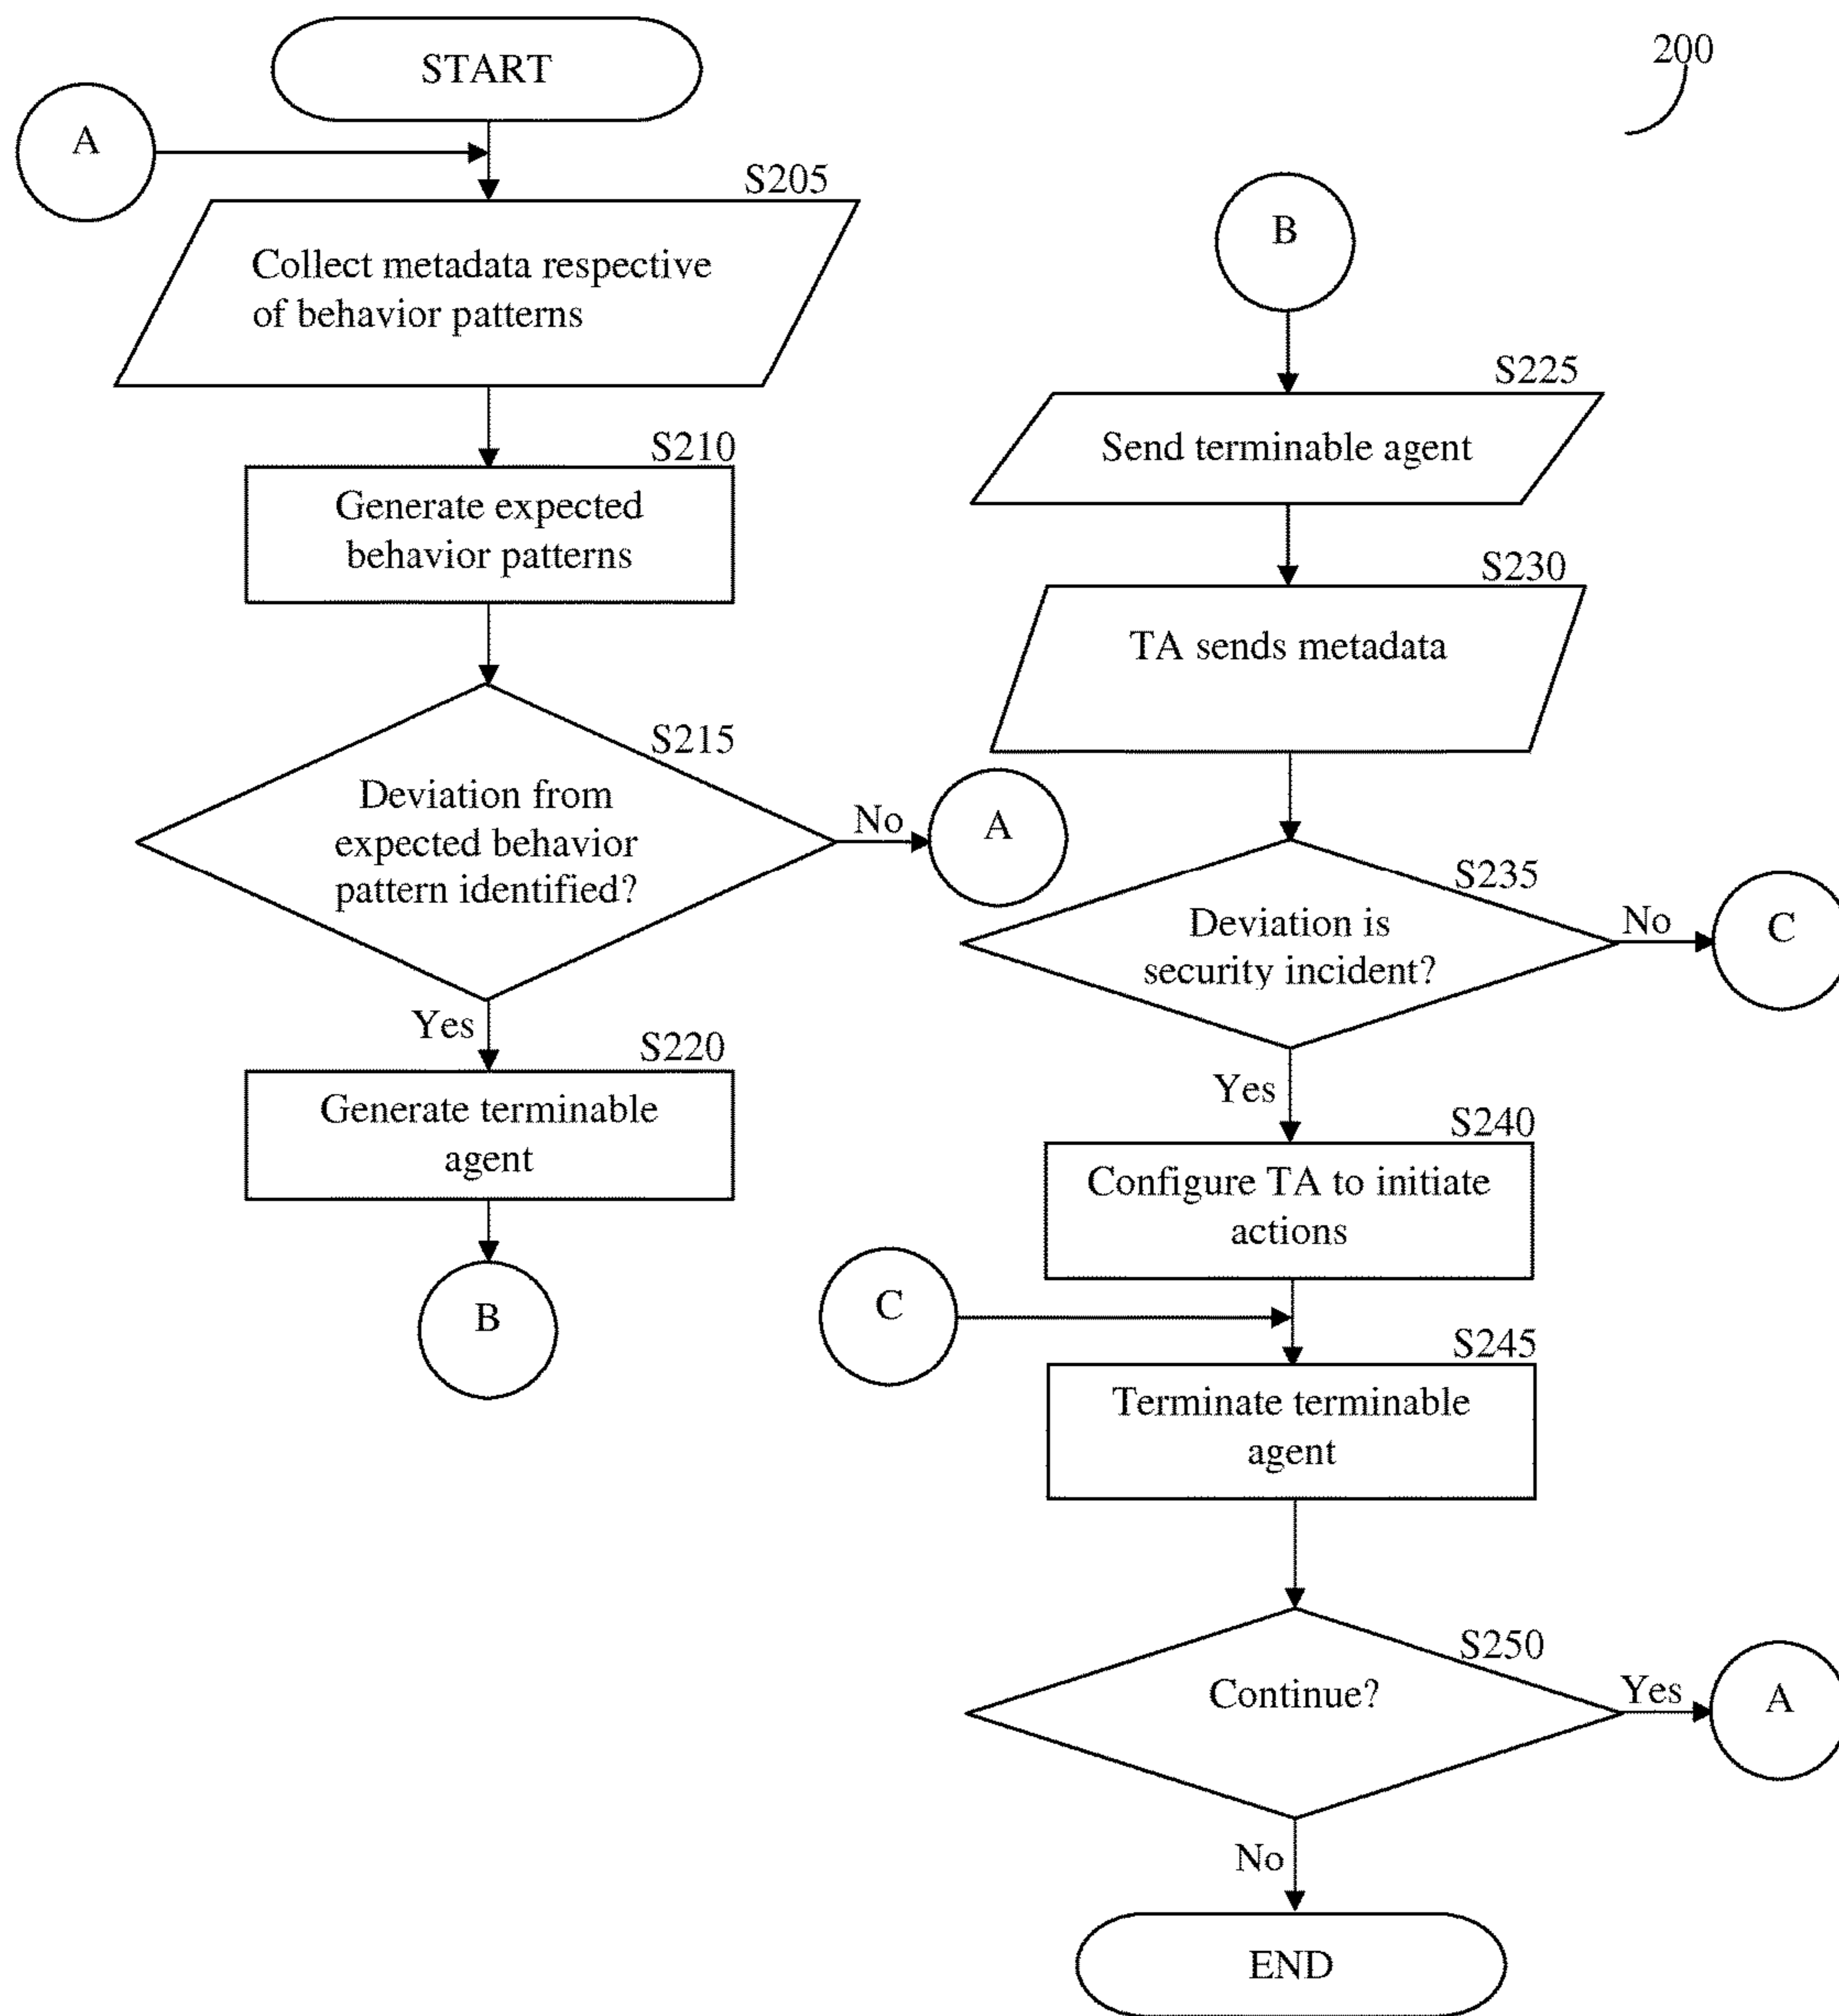 200
START
A
S205
Collect metadata respective
of behavior patterns
S210
Generate expected
behavior patterns
S215
Deviation from
expected behavior
pattern identified?
No
A
Yes
S220
Generate terminable
agent
B
B
S225
Send terminable agent
S230
TA sends metadata
S235
Deviation is
security incident?
No
C
Yes
S240
Configure TA to initiate
actions
C
S245
Terminate terminable
agent
S250
Continue?
Yes
A
No
END